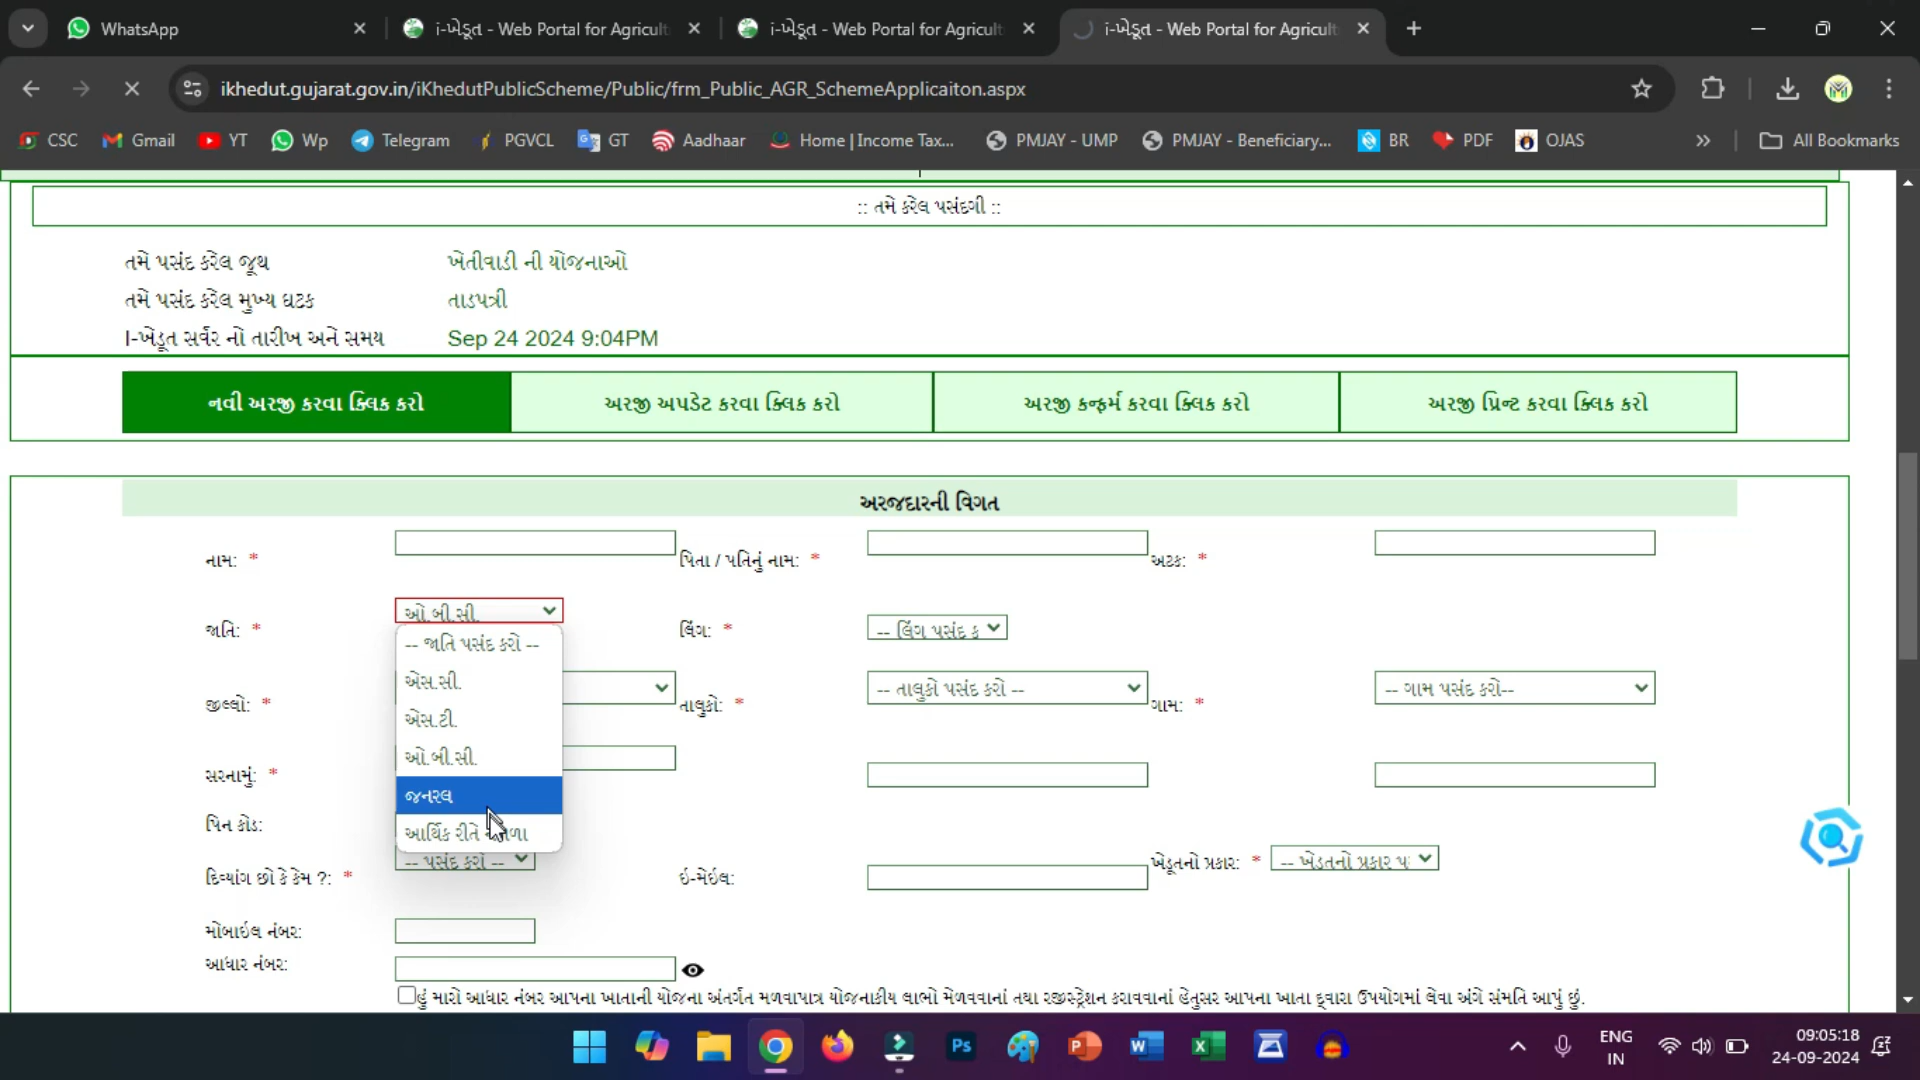 WhatsApp
i-ખેડૂત - Web Portal for Agricult
i-ખેડૂત - Web Portal for Agricult
i-ખેડૂત - Web Portal for Agricult
ikhedut.gujarat.gov.in/iKhedutPublicScheme/Public/frm_Public_AGR_SchemeApplicaiton.aspx
CSC Gmail YT Wp Telegram PGVCL GT Aadhaar Home | Income Tax... PMJAY - UMP PMJAY - Beneficiary... BR PDF OJAS » All Bookmarks
:: તમે કરેલ પસંદગી ::
તમે પસંદ કરેલ જૂથ ખેતીવાડી ની યોજનાઓ
તમે પસંદ કરેલ મુખ્ય ઘટક તાડપત્રી
I-ખેડૂત સર્વર નો તારીખ અને સમય Sep 24 2024 9:04PM
નવી અરજી કરવા ક્લિક કરો અરજી અપડેટ કરવા ક્લિક કરો અરજી કન્ફર્મ કરવા ક્લિક કરો અરજી પ્રિન્ટ કરવા ક્લિક કરો
અરજદારની વિગત
નામ: * પિતા / પતિનું નામ: * અટક: *
જાતિ: * ઓ.બી.સી. લિંગ: * -- લિંગ પસંદ ક
-- જાતિ પસંદ કરો --
એસ.સી.
એસ.ટી.
ઓ.બી.સી.
જનરલ
આર્થિક રીતે
જીલ્લો: * તાલુકો: * -- તાલુકો પસંદ કરો -- ગામ: * -- ગામ પસંદ કરો--
સરનામું: *
પિન કોડ:
દિવ્યાંગ છો કે કેમ ?: * -- પસંદ કરો -- ઇ-મેઇલ: ખેડૂતનો પ્રકાર: * -- ખેડૂતનો પ્રકાર પ
મોબાઇલ નંબર:
આધાર નંબર:
હું મારો આધાર નંબર આપના ખાતાની યોજના અંતર્ગત મળવાપાત્ર યોજનાકીય લાભો મેળવવાનાં તથા રજીસ્ટ્રેશન કરાવવાનાં હેતુસર આપના ખાતા દ્વારા ઉપયોગમાં લેવા અંગે સંમતિ આપું છું.
ENG
IN
09:05:18
24-09-2024